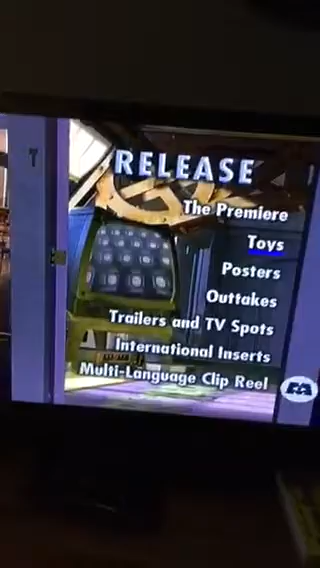 T
RELEASE
The Premiere
Toys
Posters
Outtakes
Trailers and TV Spots
International Inserts
Multi-Language Clip Reel